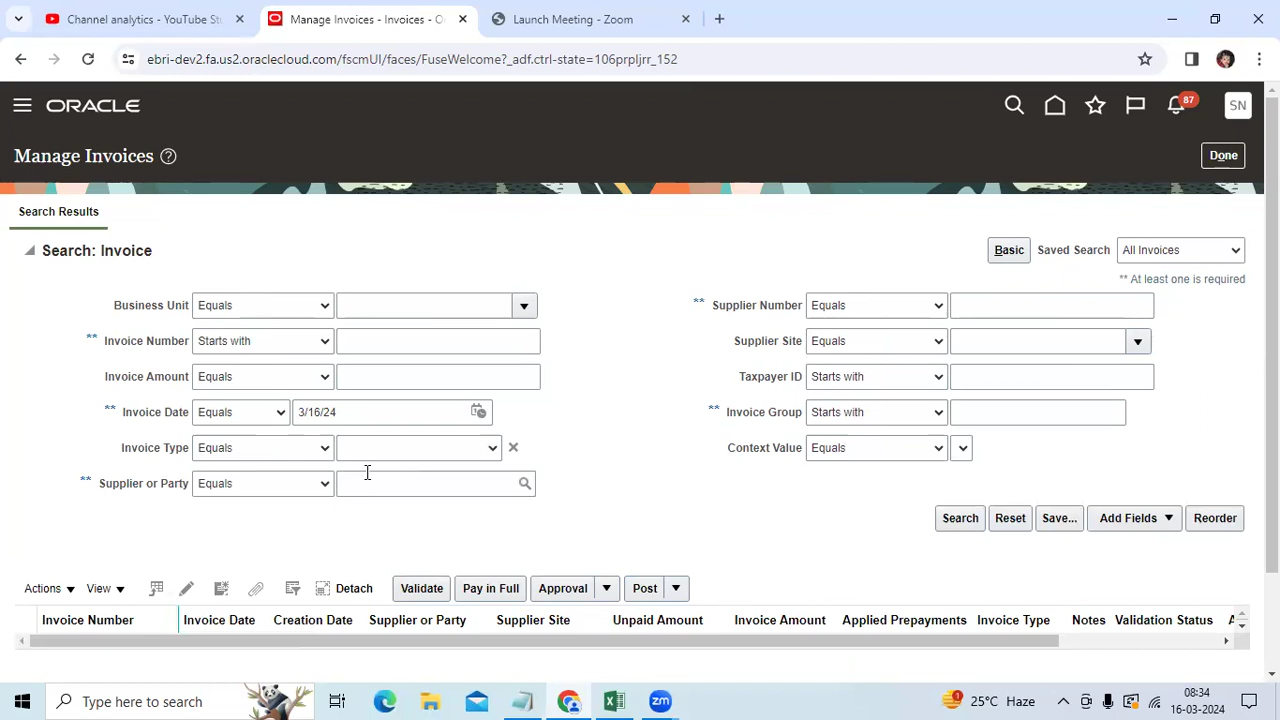 Channel analytics - YouTube Stu
Manage Invoices - Invoices - O
Launch Meeting - Zoom
ebri-dev2.fa.us2.oraclecloud.com/fscmUI/faces/FuseWelcome?_adf.ctrl-state=106prpljrr_152
ORACLE
87
SN
Manage Invoices
Done
Search Results
Search: Invoice
Basic Saved Search All Invoices
** At least one is required
Business Unit Equals
** Supplier Number Equals
** Invoice Number Starts with
Supplier Site Equals
Invoice Amount Equals
Taxpayer ID Starts with
** Invoice Date Equals 3/16/24
** Invoice Group Starts with
Invoice Type Equals
Context Value Equals
** Supplier or Party Equals
Search Reset Save... Add Fields Reorder
Actions View Detach Validate Pay in Full Approval Post
Invoice Number Invoice Date Creation Date Supplier or Party Supplier Site Unpaid Amount Invoice Amount Applied Prepayments Invoice Type Notes Validation Status A
Type here to search
25°C Haze
08:34
16-03-2024